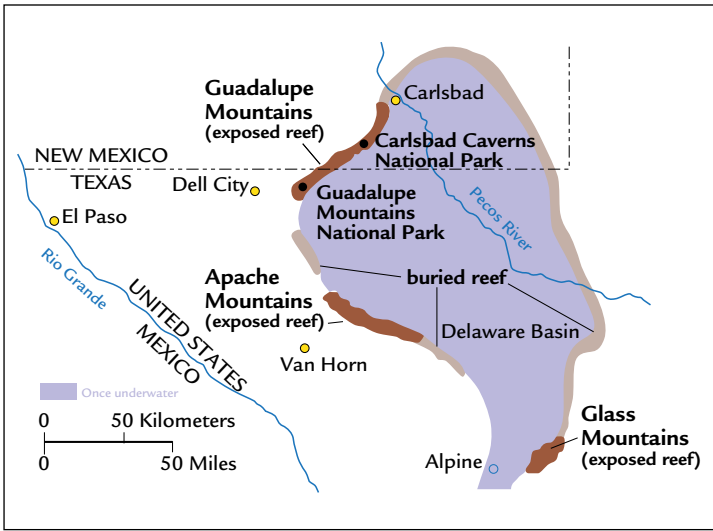 Guadalupe
Mountains
(exposed reef)
Carlsbad
Carlsbad Caverns
National Park
NEW MEXICO
TEXAS
Dell City
Guadalupe
Mountains
National Park
El Paso
Pecos River
Rio Grande
buried reef
Apache
Mountains
(exposed reef)
UNITED STATES
MEXICO
Delaware Basin
Van Horn
Once underwater
0 50 Kilometers
0 50 Miles
Glass
Mountains
(exposed reef)
Alpine